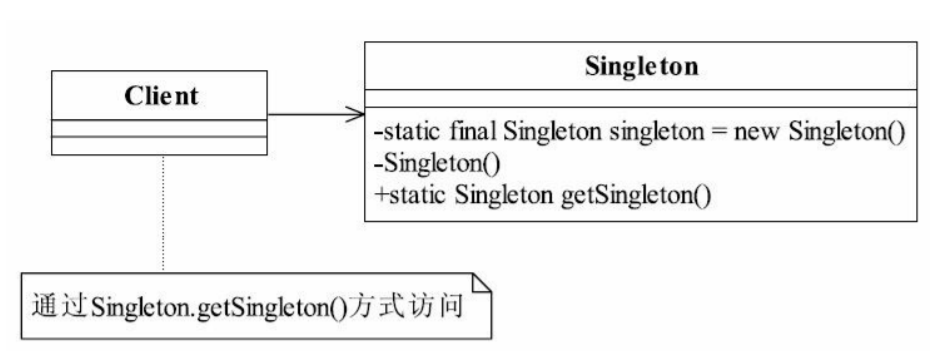 Client
Singleton
-static final Singleton singleton = new Singleton()
-Singleton()
+static Singleton getSingleton()
通过Singleton.getSingleton()方式访问